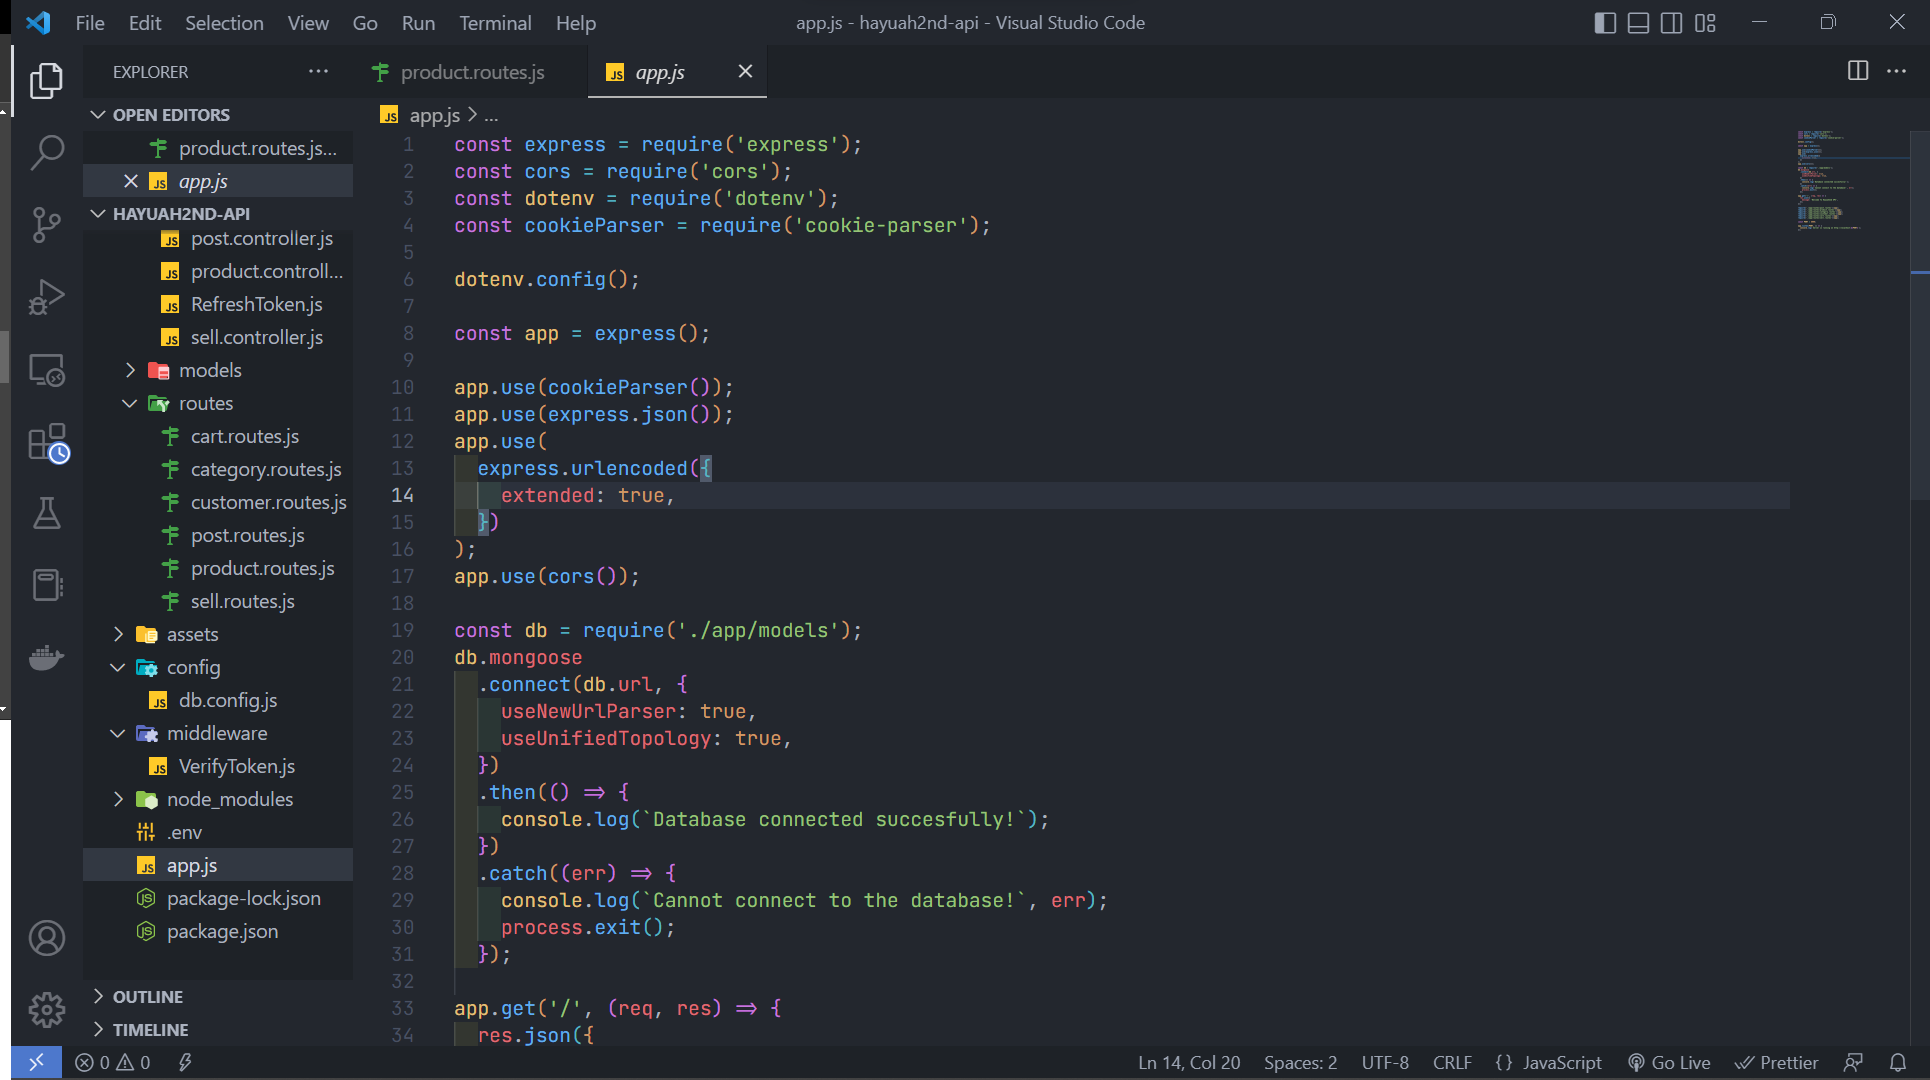 File Edit Selection View Go Run Terminal Help
app.js - hayuah2nd-api - Visual Studio Code
EXPLORER
OPEN EDITORS
product.routes.js...
app.js
HAYUAH2ND-API
post.controller.js
product.controll...
RefreshToken.js
sell.controller.js
models
routes
cart.routes.js
category.routes.js
customer.routes.js
post.routes.js
product.routes.js
sell.routes.js
assets
config
db.config.js
middleware
VerifyToken.js
node_modules
.env
app.js
package-lock.json
package.json
OUTLINE
TIMELINE
product.routes.js
app.js
app.js > ...
1 const express = require('express');
2 const cors = require('cors');
3 const dotenv = require('dotenv');
4 const cookieParser = require('cookie-parser');
5
6 dotenv.config();
7
8 const app = express();
9
10 app.use(cookieParser());
11 app.use(express.json());
12 app.use(
13 express.urlencoded({
14 extended: true,
15 })
16 );
17 app.use(cors());
18
19 const db = require('./app/models');
20 db.mongoose
21 .connect(db.url, {
22 useNewUrlParser: true,
23 useUnifiedTopology: true,
24 })
25 .then(() => {
26 console.log(`Database connected succesfully!`);
27 })
28 .catch((err) => {
29 console.log(`Cannot connect to the database!`, err);
30 process.exit();
31 });
32
33 app.get('/', (req, res) => {
34 res.json({
0 0
Ln 14, Col 20 Spaces: 2 UTF-8 CRLF {} JavaScript Go Live Prettier